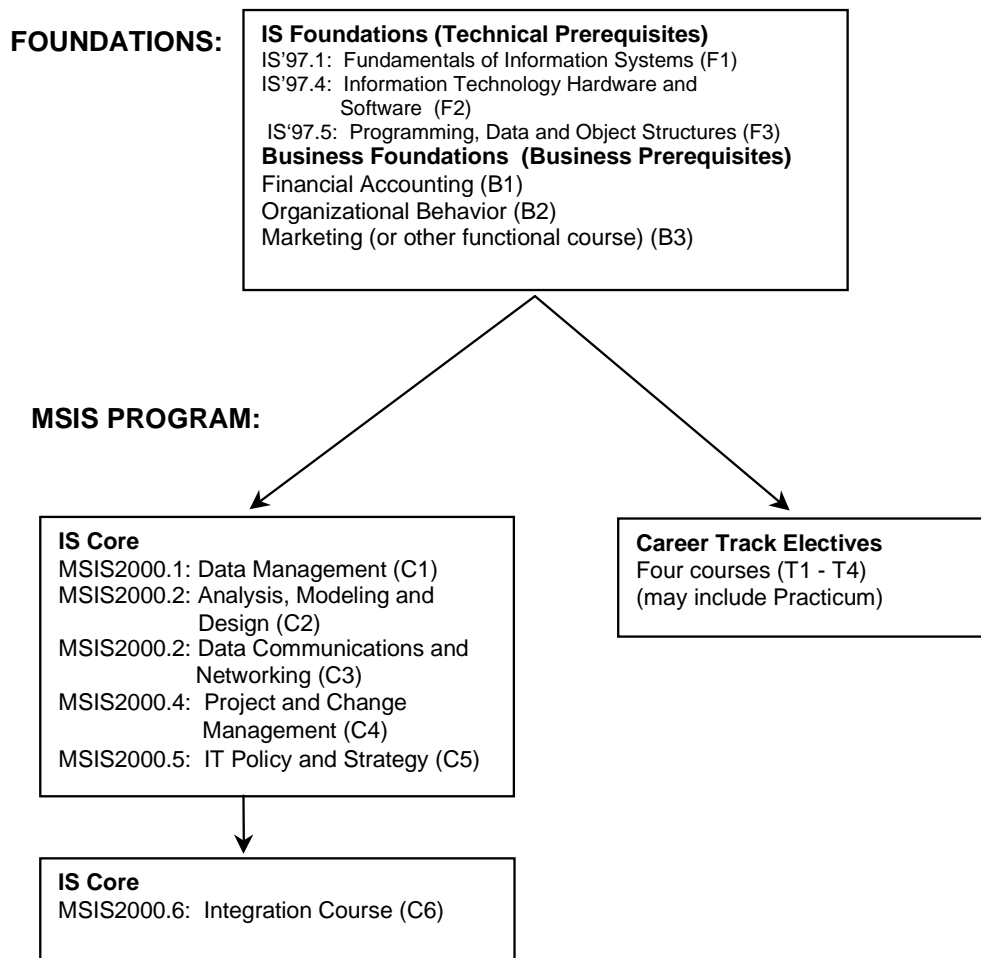 FOUNDATIONS:
IS Foundations (Technical Prerequisites)
IS’97.1: Fundamentals of Information Systems (F1)
IS’97.4: Information Technology Hardware and
Software (F2)
IS‘97.5: Programming, Data and Object Structures (F3)
Business Foundations (Business Prerequisites)
Financial Accounting (B1)
Organizational Behavior (B2)
Marketing (or other functional course) (B3)
MSIS PROGRAM:
IS Core
MSIS2000.1: Data Management (C1)
MSIS2000.2: Analysis, Modeling and
Design (C2)
MSIS2000.2: Data Communications and
Networking (C3)
MSIS2000.4: Project and Change
Management (C4)
MSIS2000.5: IT Policy and Strategy (C5)
Career Track Electives
Four courses (T1 - T4)
(may include Practicum)
IS Core
MSIS2000.6: Integration Course (C6)